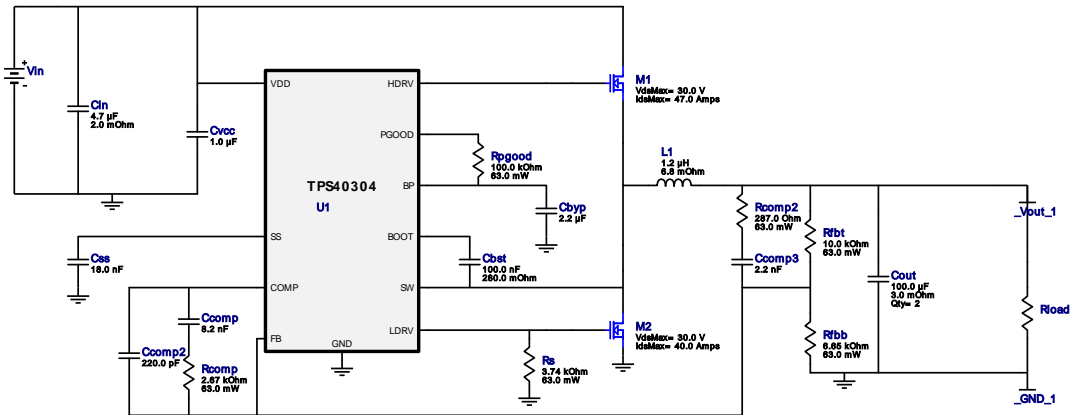 Vin
+
-
Cin
4.7 µF
2.0 mOhm
Cvcc
1.0 µF
VDD
HDRV
PGOOD
BP
BOOT
SW
LDRV
GND
SS
COMP
FB
TPS40304
U1
Css
18.0 nF
Ccomp
8.2 nF
Ccomp2
220.0 pF
Rcomp
2.67 kOhm
63.0 mW
Rpgood
100.0 kOhm
63.0 mW
Cbyp
2.2 µF
Cbst
100.0 nF
260.0 mOhm
Rs
3.74 kOhm
63.0 mW
M1
VdsMax= 30.0 V
IdsMax= 47.0 Amps
M2
VdsMax= 30.0 V
IdsMax= 40.0 Amps
L1
1.2 µH
6.8 mOhm
Rcomp2
287.0 Ohm
63.0 mW
Ccomp3
2.2 nF
Rfbt
10.0 kOhm
63.0 mW
Rfbb
6.65 kOhm
63.0 mW
Cout
100.0 µF
3.0 mOhm
Qty= 2
_Vout_1
Rload
_GND_1